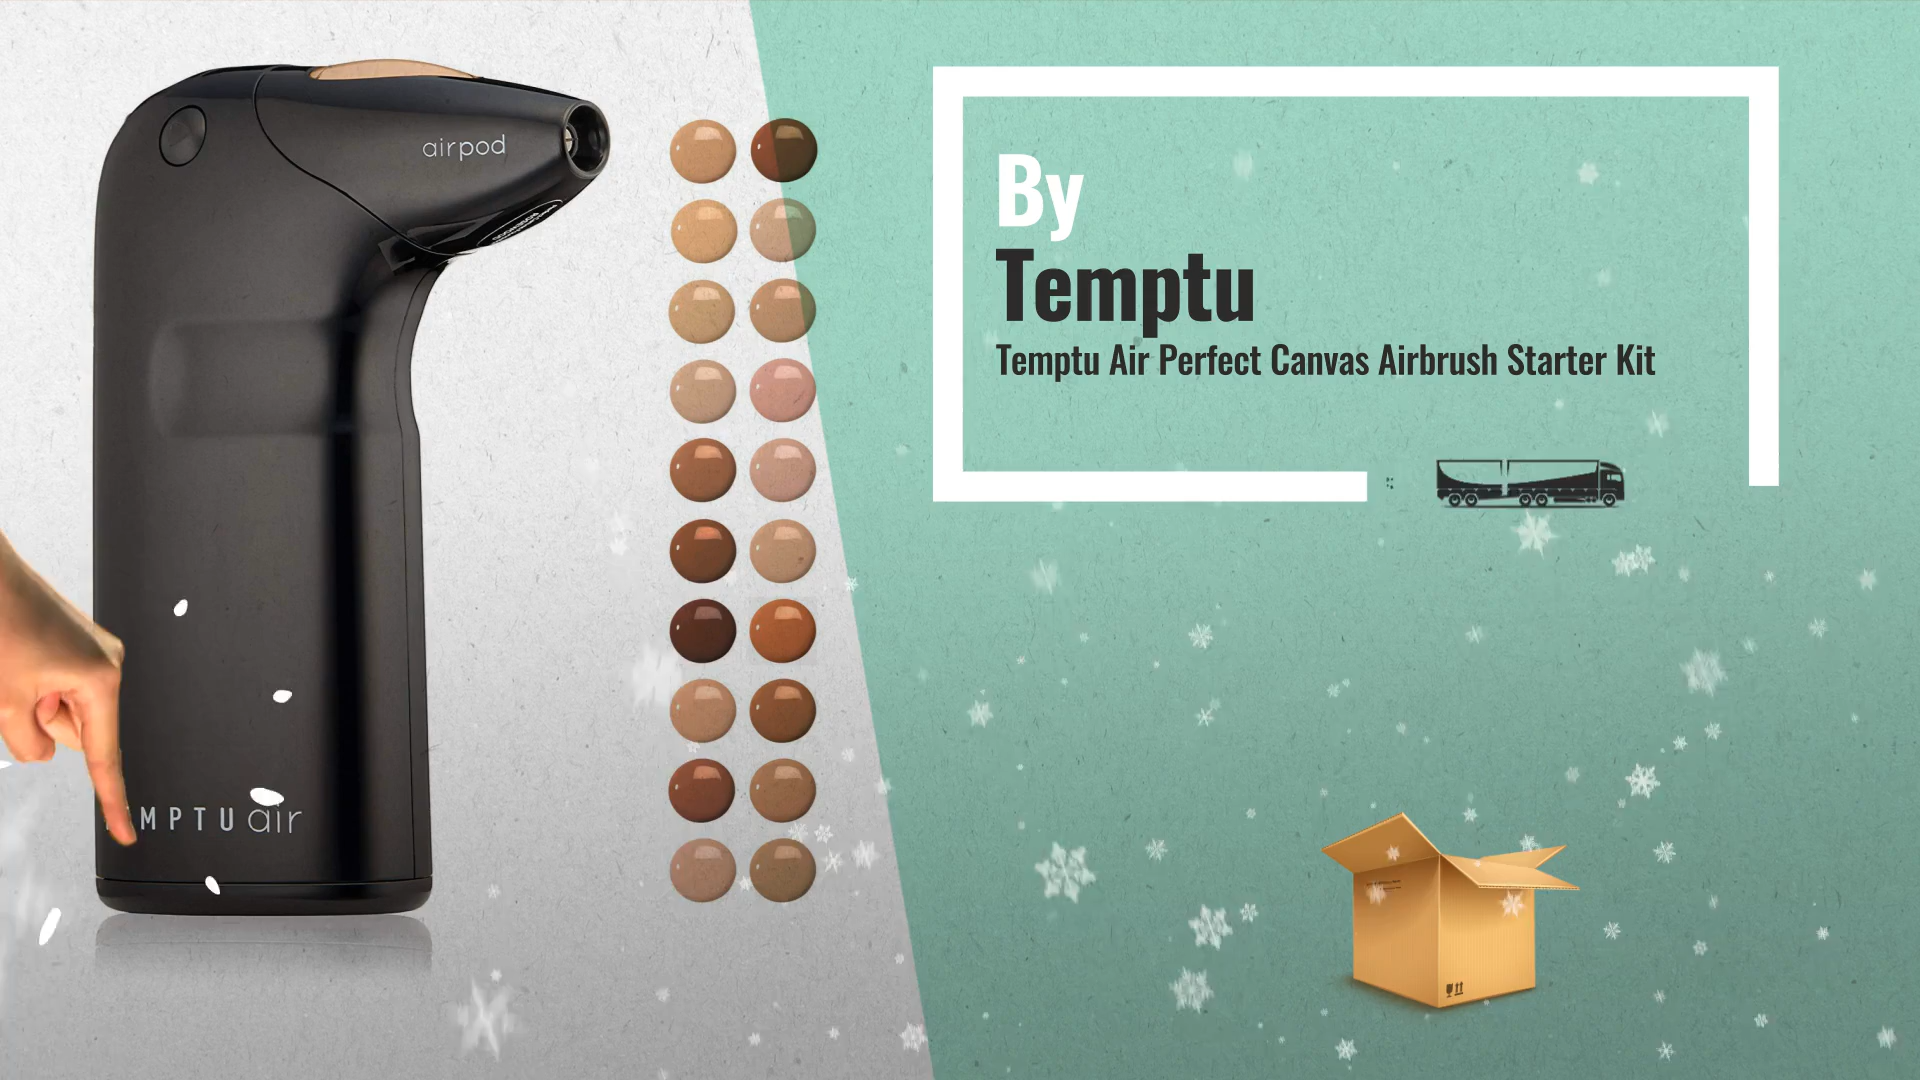 airpod
MPTU air
By
Temptu
Temptu Air Perfect Canvas Airbrush Starter Kit